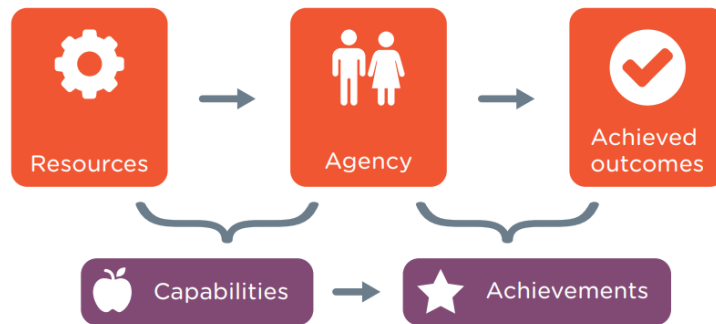 Resources
Agency
Achieved
outcomes
Capabilities
Achievements